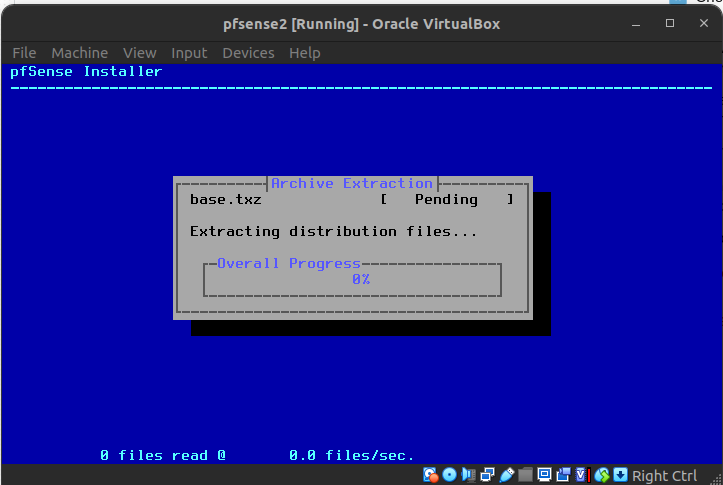 pfsense2 [Running] - Oracle VirtualBox
File Machine View Input Devices Help
pfSense Installer
Archive Extraction
base.txz [ Pending ]
Extracting distribution files...
Overall Progress
0%
0 files read @ 0.0 files/sec.
Right Ctrl